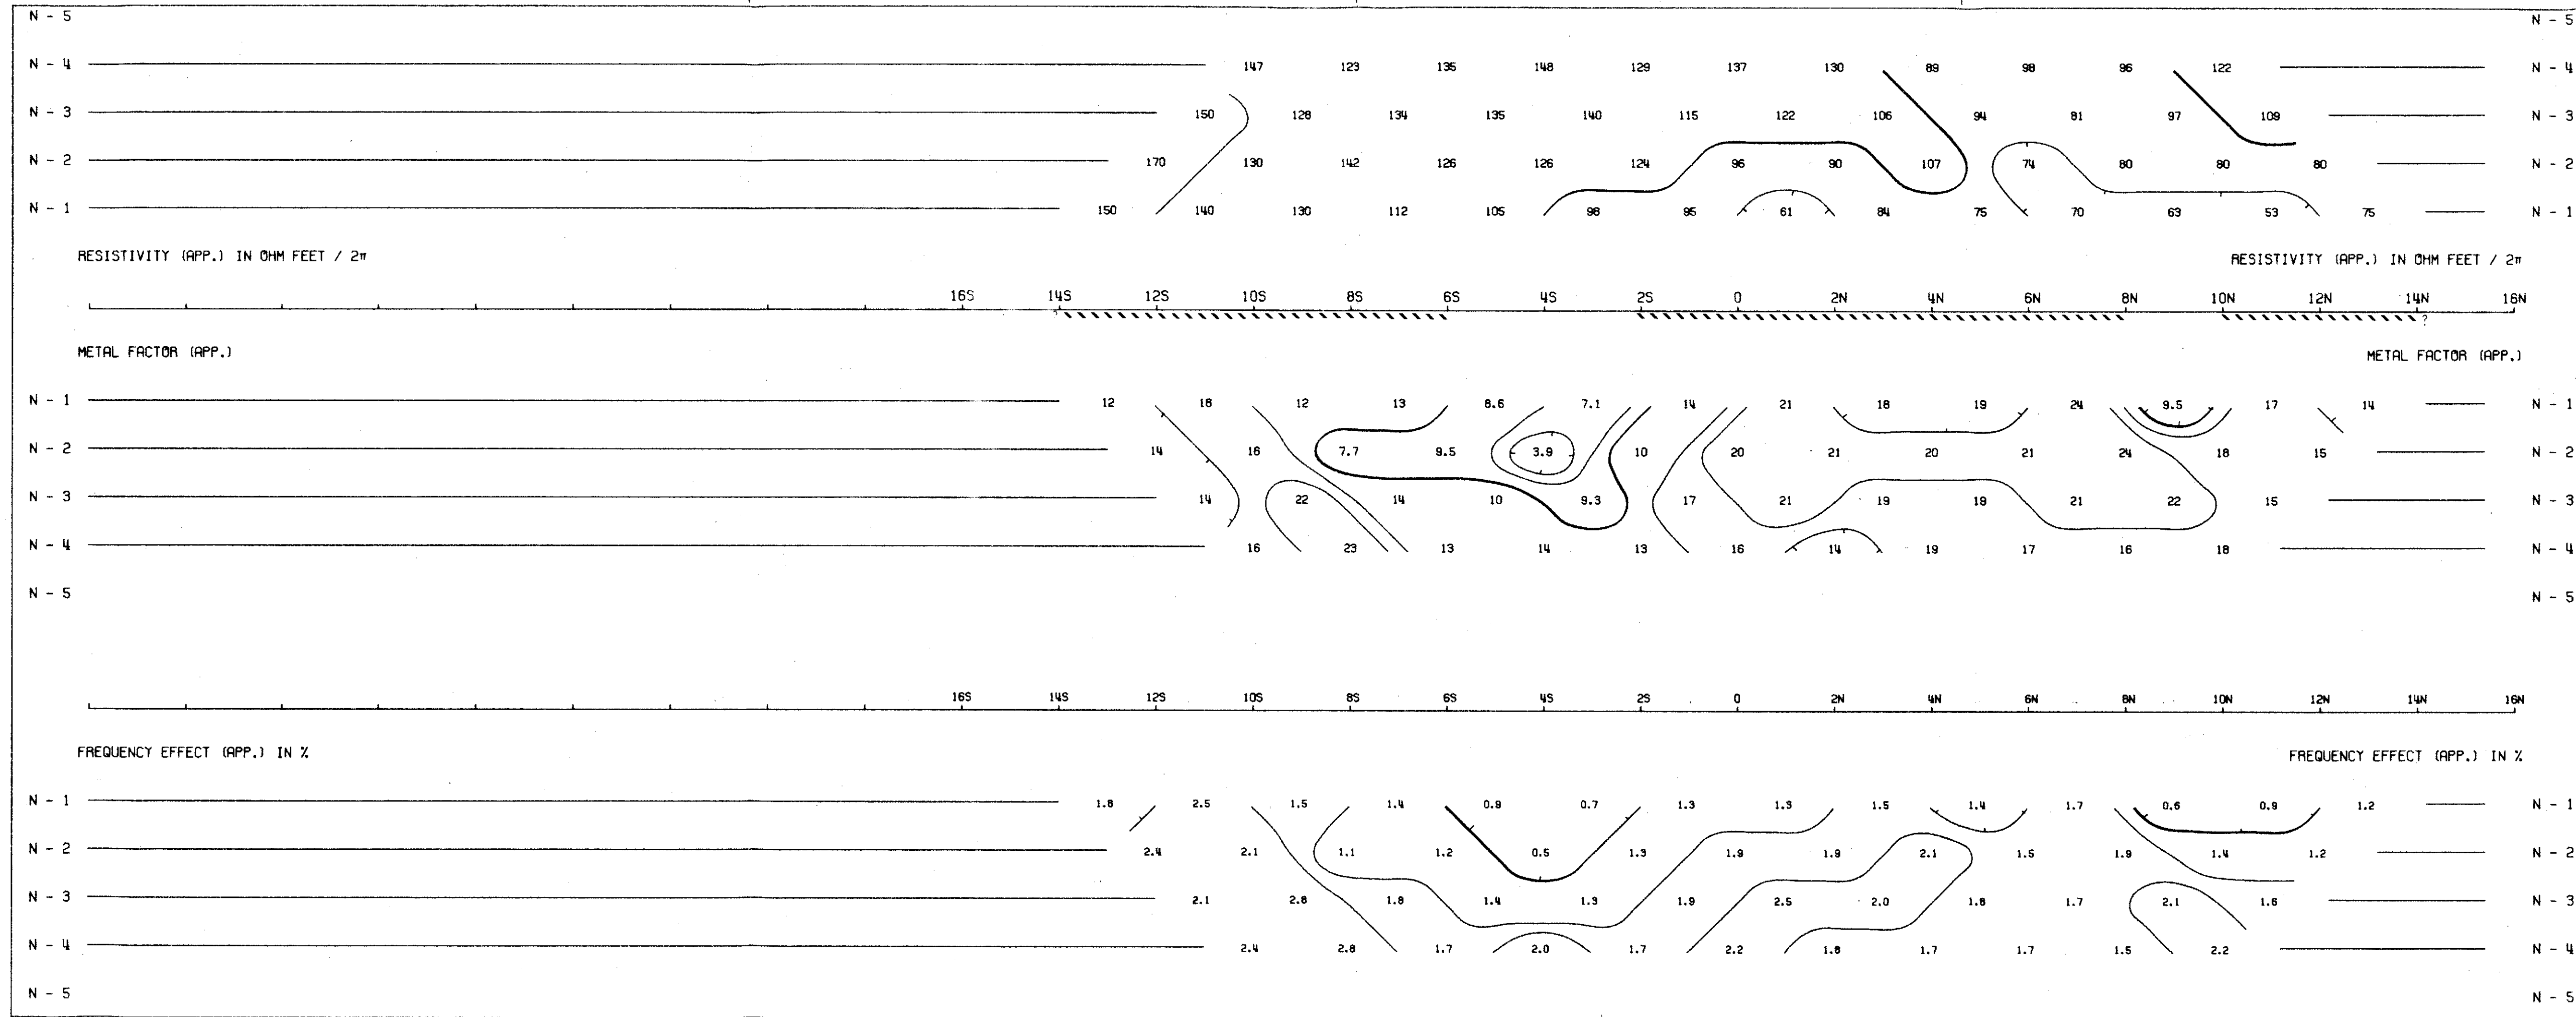 N - 5 N - 5
N - 4 147 123 135 148 129 137 130 89 98 96 122 N - 4
N - 3 150 128 134 135 140 115 122 106 94 81 97 109 N - 3
N - 2 170 130 142 126 126 124 96 90 107 74 80 80 80 N - 2
N - 1 150 140 130 112 105 98 95 61 84 75 70 63 53 75 N - 1
RESISTIVITY (APP.) IN OHM FEET / 2π RESISTIVITY (APP.) IN OHM FEET / 2π
16S 14S 12S 10S 8S 6S 4S 2S 0 2N 4N 6N 8N 10N 12N 14N 16N
?
METAL FACTOR (APP.) METAL FACTOR (APP.)
N - 1 12 18 12 13 8.6 7.1 14 21 18 19 24 9.5 17 14 N - 1
N - 2 14 16 7.7 9.5 3.9 10 20 21 20 21 24 18 15 N - 2
N - 3 14 22 14 10 9.3 17 21 19 19 21 22 15 N - 3
N - 4 16 23 13 14 13 16 14 19 17 16 18 N - 4
N - 5 N - 5
16S 14S 12S 10S 8S 6S 4S 2S 0 2N 4N 6N 8N 10N 12N 14N 16N
FREQUENCY EFFECT (APP.) IN % FREQUENCY EFFECT (APP.) IN %
N - 1 1.8 2.5 1.5 1.4 0.9 0.7 1.3 1.3 1.5 1.4 1.7 0.6 0.9 1.2 N - 1
N - 2 2.4 2.1 1.1 1.2 0.5 1.3 1.9 1.9 2.1 1.5 1.9 1.4 1.2 N - 2
N - 3 2.1 2.8 1.8 1.4 1.3 1.9 2.5 2.0 1.8 1.7 2.1 1.6 N - 3
N - 4 2.4 2.8 1.7 2.0 1.7 2.2 1.8 1.7 1.7 1.5 2.2 N - 4
N - 5 N - 5